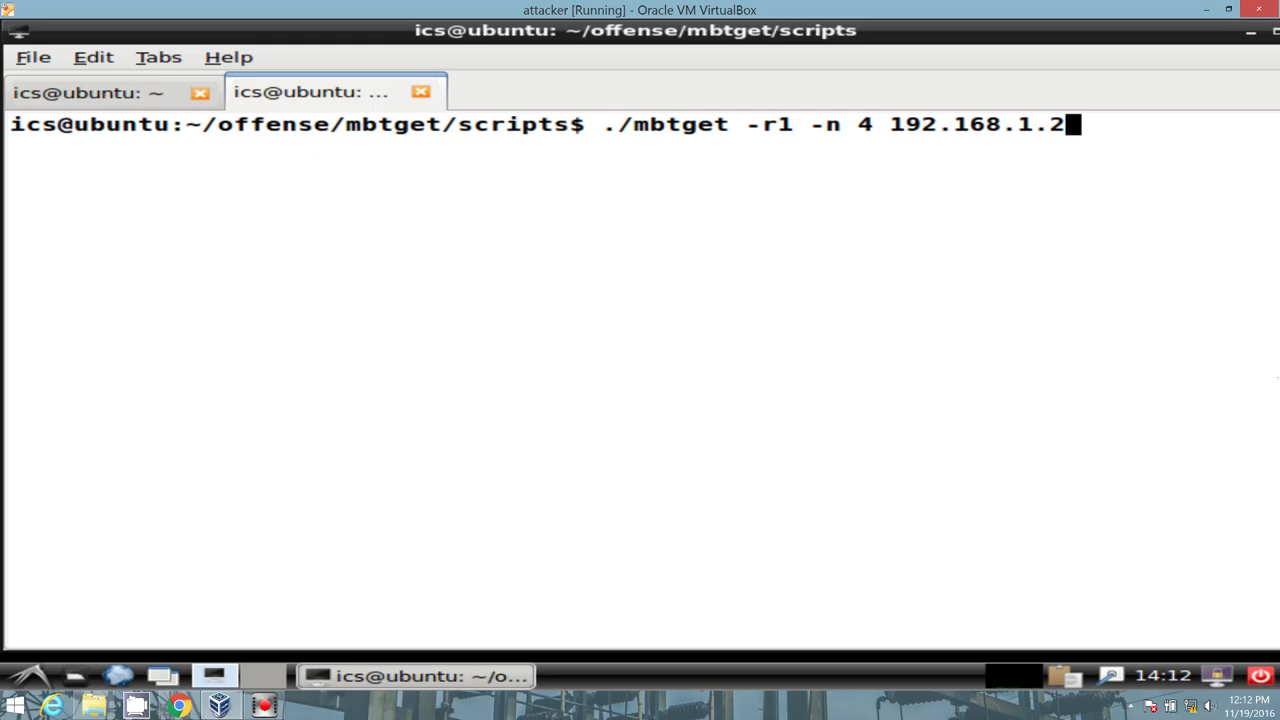 attacker [Running] - Oracle VM VirtualBox
ics@ubuntu: ~/offense/mbtget/scripts
File Edit Tabs Help
ics@ubuntu: ~ ics@ubuntu: ...
ics@ubuntu:~/offense/mbtget/scripts$ ./mbtget -r1 -n 4 192.168.1.2
ics@ubuntu: ~/o... 14:12
12:12 PM
11/19/2016